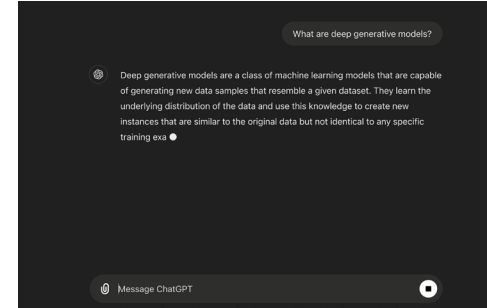 What are deep generative models?
Deep generative models are a class of machine learning models that are capable
of generating new data samples that resemble a given dataset. They learn the
underlying distribution of the data and use this knowledge to create new
instances that are similar to the original data but not identical to any specific
training exa
Message ChatGPT